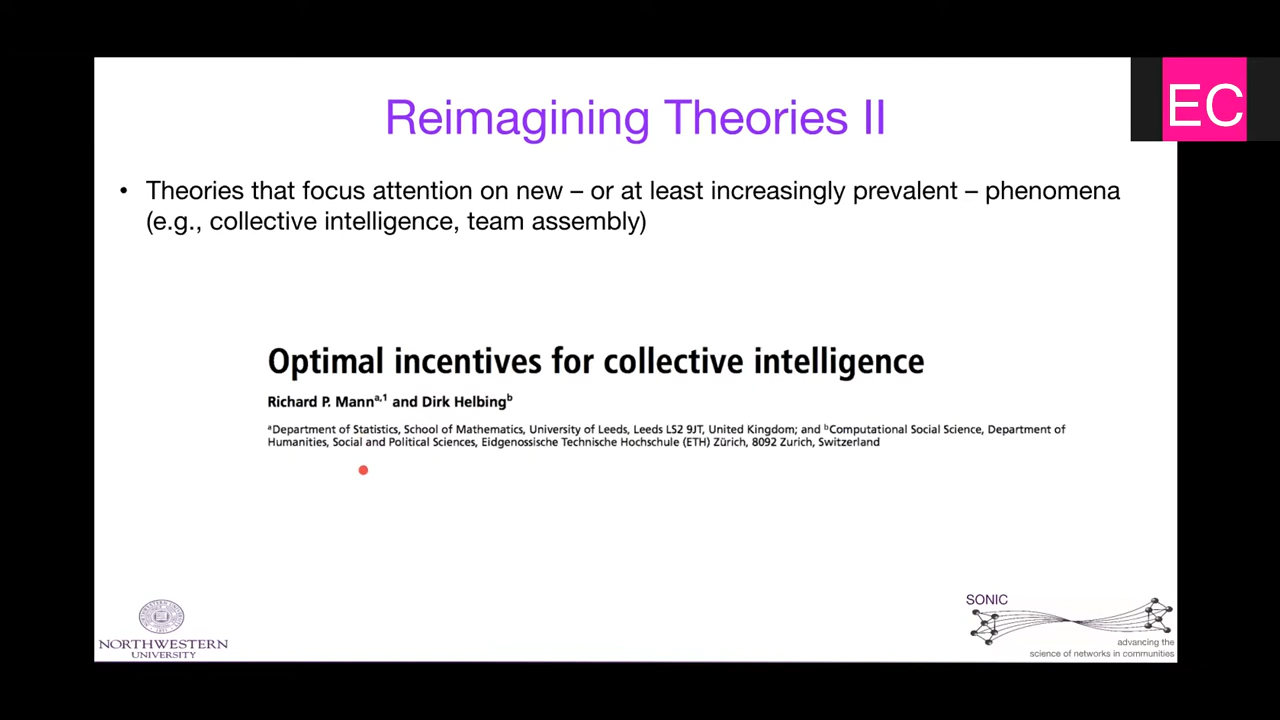 Reimagining Theories II
EC
• Theories that focus attention on new – or at least increasingly prevalent – phenomena
(e.g., collective intelligence, team assembly)
Optimal incentives for collective intelligence
Richard P. Mannᵃ,¹ and Dirk Helbingᵇ
ᵃDepartment of Statistics, School of Mathematics, University of Leeds, Leeds LS2 9JT, United Kingdom; and ᵇComputational Social Science, Department of
Humanities, Social and Political Sciences, Eidgenossische Technische Hochschule (ETH) Zürich, 8092 Zurich, Switzerland
NORTHWESTERN
UNIVERSITY
SONIC
advancing the
science of networks in communities